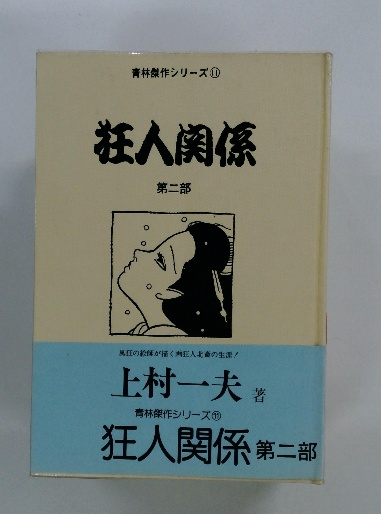 青林傑作シリーズ⑪
狂人関係
第二部
風狂の絵師が描く画狂人北斎の生涯!
上村一夫 著
青林傑作シリーズ⑪
狂人関係 第二部